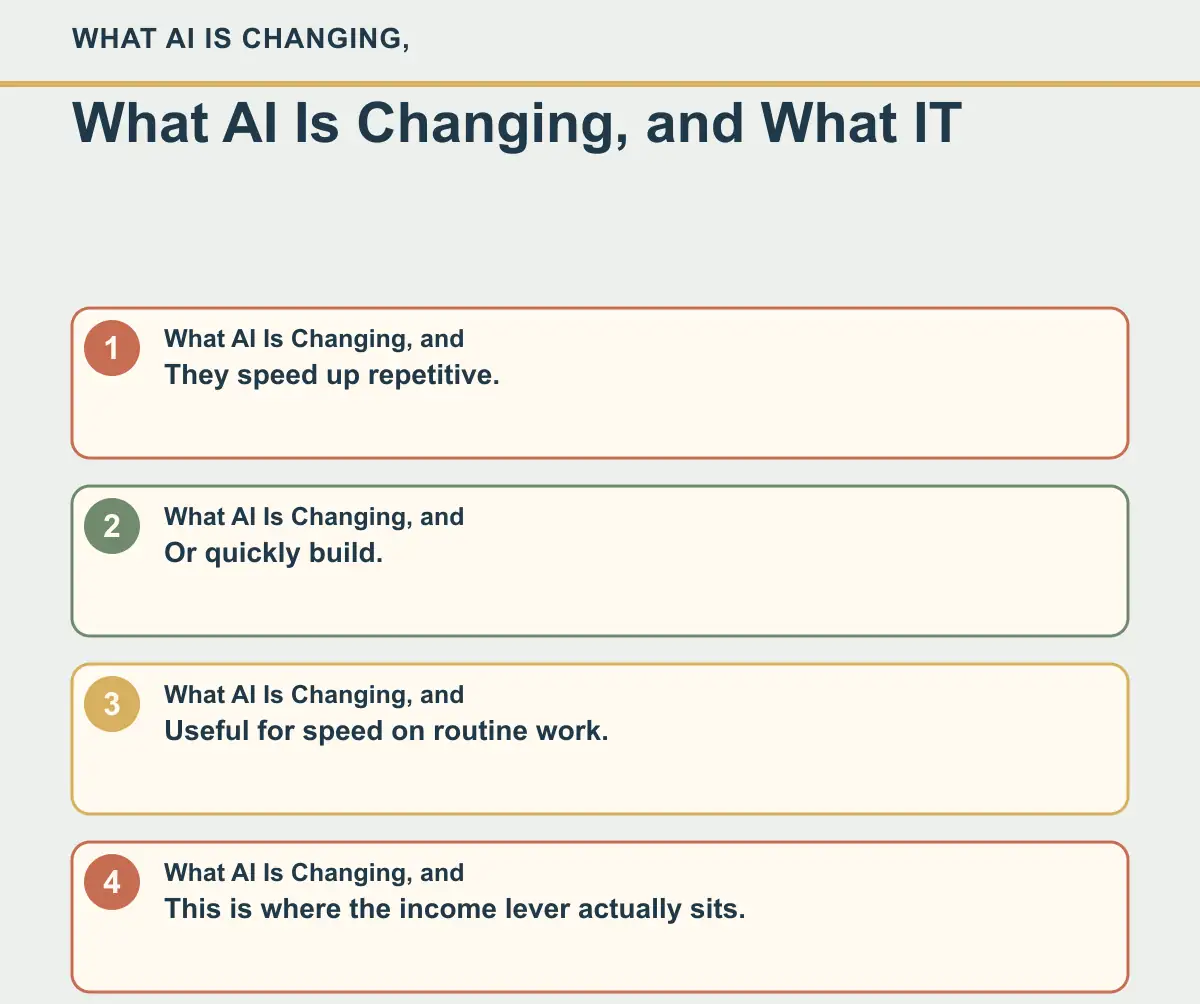 WHAT AI IS CHANGING,
What AI Is Changing, and What IT
1
What AI Is Changing, and
They speed up repetitive.
2
What AI Is Changing, and
Or quickly build.
3
What AI Is Changing, and
Useful for speed on routine work.
4
What AI Is Changing, and
This is where the income lever actually sits.